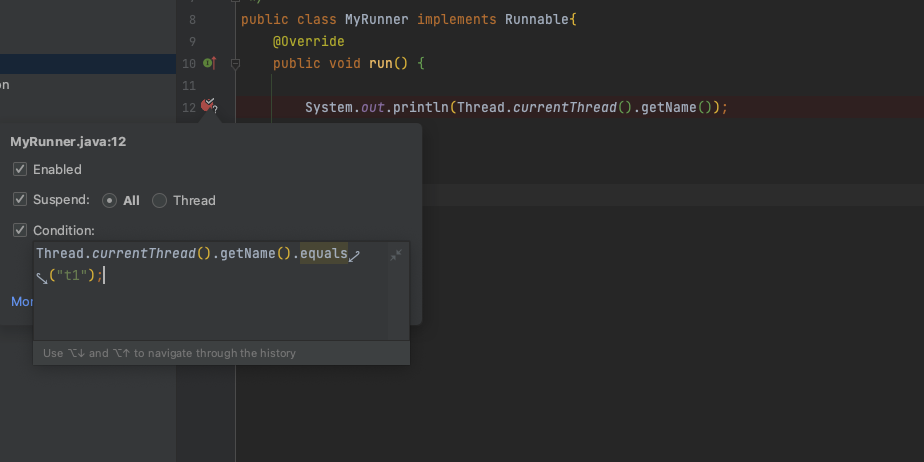 7
*/
8 public class MyRunner implements Runnable{
9 @Override
10 public void run() {
on
11
12 System.out.println(Thread.currentThread().getName());
MyRunner.java:12
Enabled
Suspend: All Thread
Condition:
Thread.currentThread().getName().equals
("t1");
Mor
Use ⌥↓ and ⌥↑ to navigate through the history